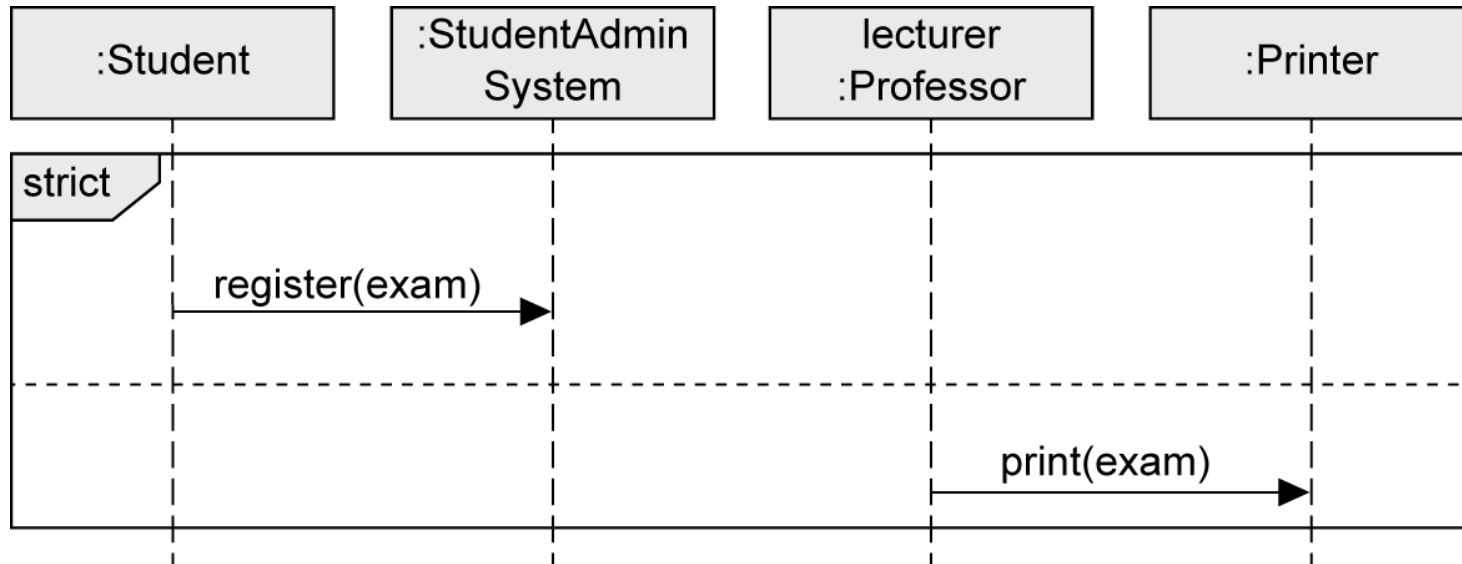 :Student
:StudentAdmin
System
lecturer
:Professor
:Printer
strict
register(exam)
print(exam)